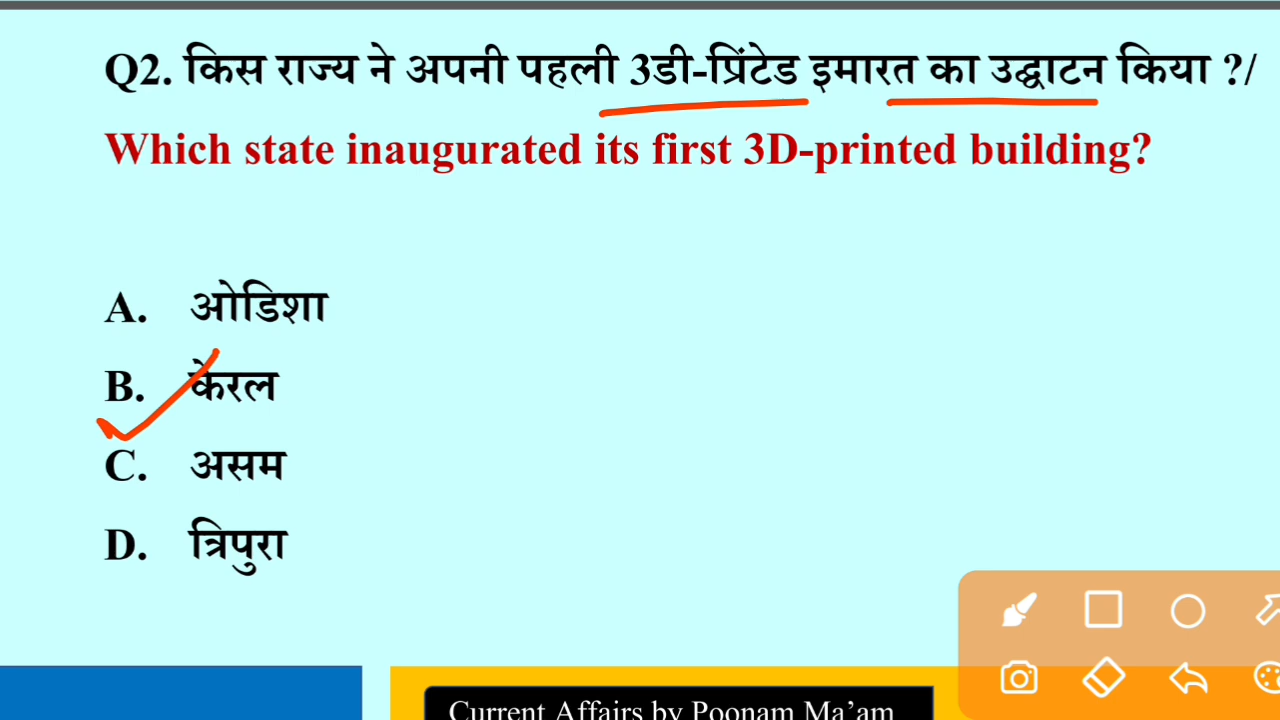 Q2. किस राज्य ने अपनी पहली 3डी-प्रिंटेड इमारत का उद्घाटन किया ?/
Which state inaugurated its first 3D-printed building?
A. ओडिशा
B. केरल
C. असम
D. त्रिपुरा
Current Affairs by Poonam Ma'am